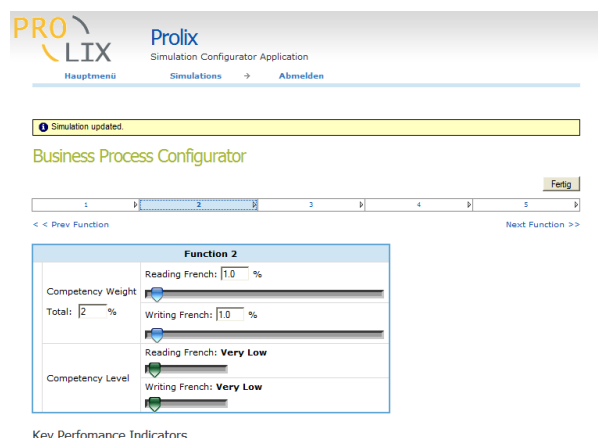 PRO
LIX
Prolix
Simulation Configurator Application
Hauptmenü Simulations → Abmelden
Simulation updated.
Business Process Configurator
Fertig
1 2 3 4 5
< < Prev Function Next Function >>
Function 2
Competency Weight
Total: 2 %
Reading French: 1.0 %
Writing French: 1.0 %
Competency Level
Reading French: Very Low
Writing French: Very Low
Key Perfomance Indicators